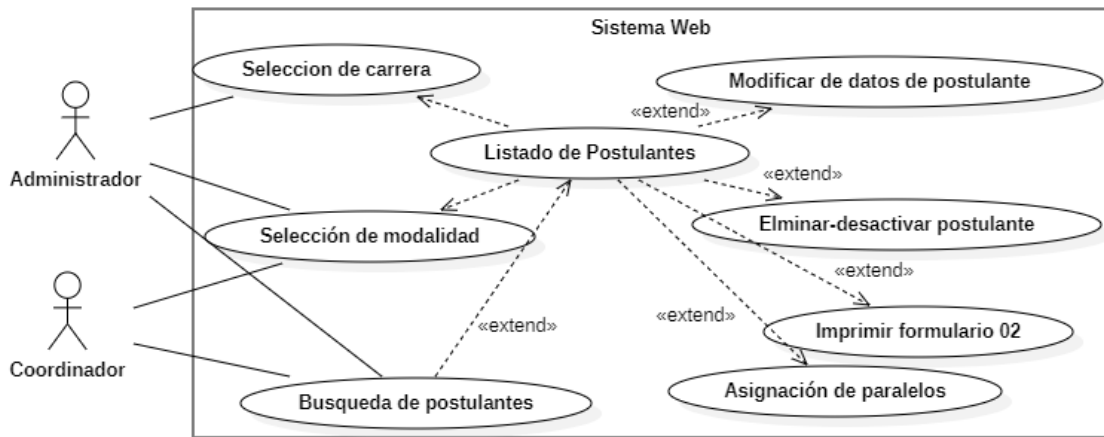 Sistema Web
Seleccion de carrera
Modificar de datos de postulante
«extend»
Listado de Postulantes
Administrador
«extend»
Elminar-desactivar postulante
Selección de modalidad
«extend»
«extend»
«extend»
Imprimir formulario 02
Coordinador
Asignación de paralelos
Busqueda de postulantes